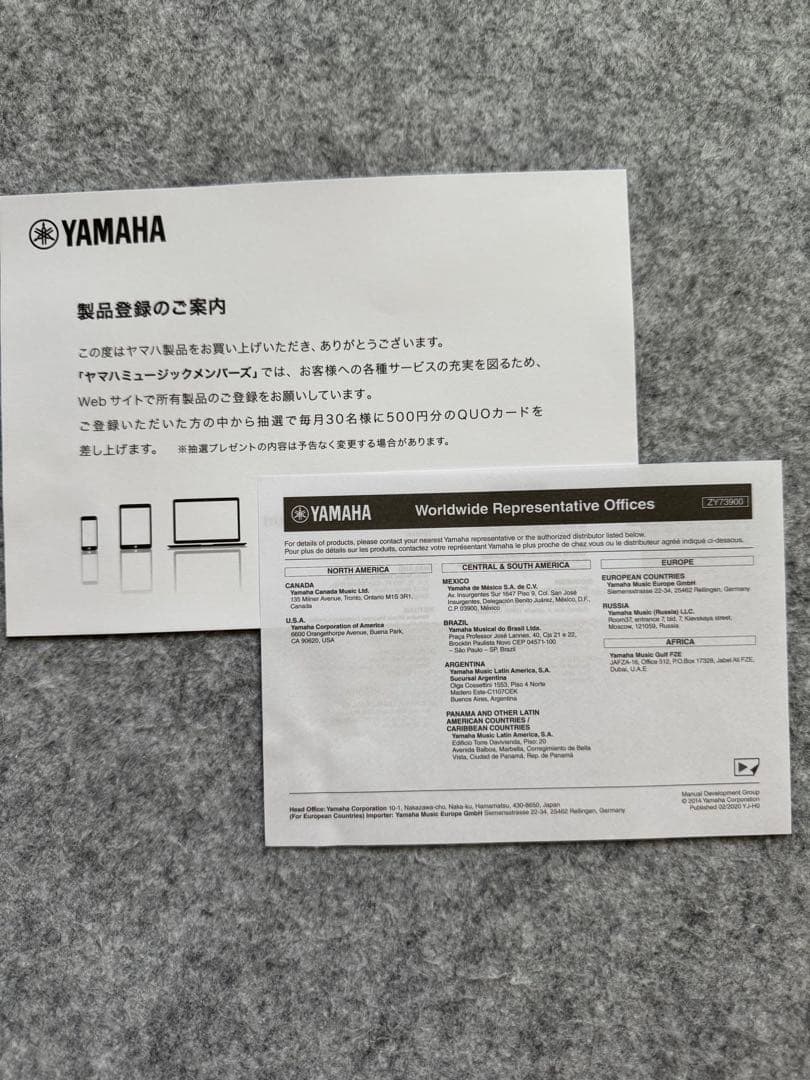 YAMAHA
製品登録のご案内
この度はヤマハ製品をお買い上げいただき、ありがとうございます。
「ヤマハミュージックメンバーズ」では、お客様への各種サービスの充実を図るため、
Webサイトで所有製品のご登録をお願いしています。
ご登録いただいた方の中から抽選で毎月30名様に500円分のQUOカードを
差し上げます。 ※抽選プレゼントの内容は予告なく変更する場合があります。
YAMAHA Worldwide Representative Offices ZY73900
For details of products, please contact your nearest Yamaha representative or the authorized distributor listed below.
Pour plus de détails sur les produits, contactez votre représentant Yamaha le plus proche de chez vous ou le distributeur agréé indiqué ci-dessous.
NORTH AMERICA
CANADA
Yamaha Canada Music Ltd.
135 Milner Avenue, Tronto, Ontario M1S 3R1,
Canada
U.S.A.
Yamaha Corporation of America
6600 Orangethorpe Avenue, Buena Park,
CA 90620, USA
CENTRAL & SOUTH AMERICA
MEXICO
Yamaha de México S.A. de C.V.
Av. Insurgentes Sur 1647 Piso 9, Col. San José
Insurgentes, Delegación Benito Juárez, México, D.F.,
C.P. 03900, México
BRAZIL
Yamaha Musical do Brasil Ltda.
Praça Professor José Lannes, 40, Cjs 21 e 22,
Brooklin Paulista Novo CEP 04571-100
– São Paulo – SP, Brazil
ARGENTINA
Yamaha Music Latin America, S.A.
Sucursal Argentina
Olga Cossettini 1553, Piso 4 Norte
Madero Este-C1107CEK
Buenos Aires, Argentina
PANAMA AND OTHER LATIN
AMERICAN COUNTRIES /
CARIBBEAN COUNTRIES
Yamaha Music Latin America, S.A.
Edificio Torre Davivienda, Piso: 20
Avenida Balboa, Marbella, Corregimiento de Bella
Vista, Ciudad de Panamá, Rep. de Panamá
EUROPE
EUROPEAN COUNTRIES
Yamaha Music Europe GmbH
Siemensstrasse 22-34, 25462 Rellingen, Germany
RUSSIA
Yamaha Music (Russia) LLC.
Room37, entrance 7, bld. 7, Kievskaya street,
Moscow, 121059, Russia
AFRICA
Yamaha Music Gulf FZE
JAFZA-16, Office 512, P.O.Box 17328, Jabel Ali FZE,
Dubai, U.A.E
Head Office: Yamaha Corporation 10-1, Nakazawa-cho, Naka-ku, Hamamatsu, 430-8650, Japan
(For European Countries) Importer: Yamaha Music Europe GmbH Siemensstrasse 22-34, 25462 Rellingen, Germany
Manual Development Group
© 2014 Yamaha Corporation
Published 02/2020 YJ-H0